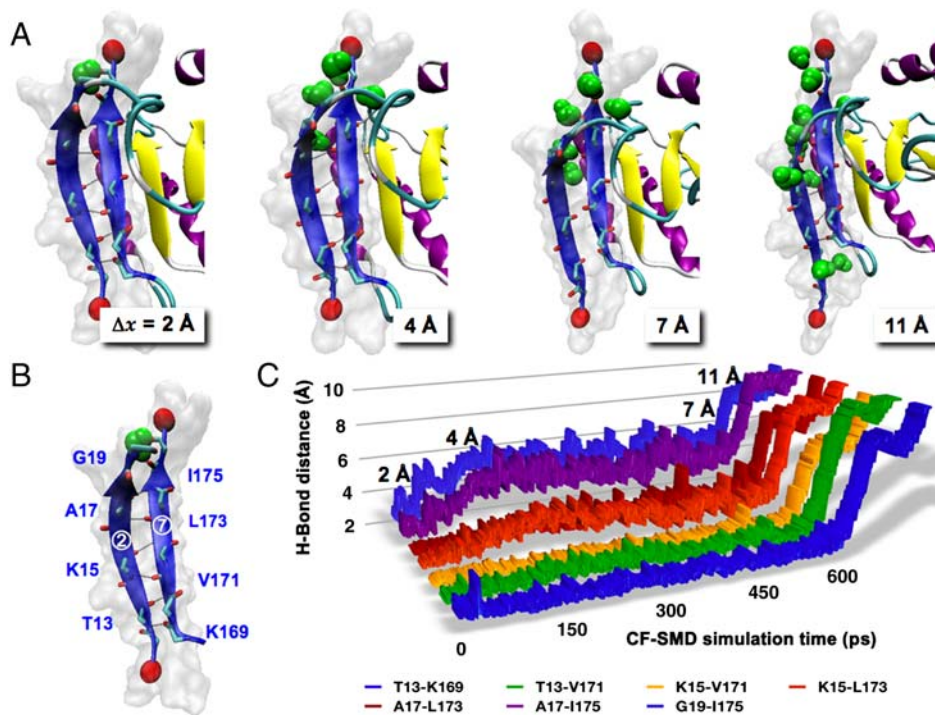 A
Δx = 2 Å
4 Å
7 Å
11 Å
B
G19
I175
A17
L173
2
7
K15
V171
T13
K169
C
H-Bond distance (Å)
10
8
6
4
2
2 Å
4 Å
7 Å
11 Å
0
150
300
450
600
CF-SMD simulation time (ps)
T13-K169
T13-V171
K15-V171
K15-L173
A17-L173
A17-I175
G19-I175